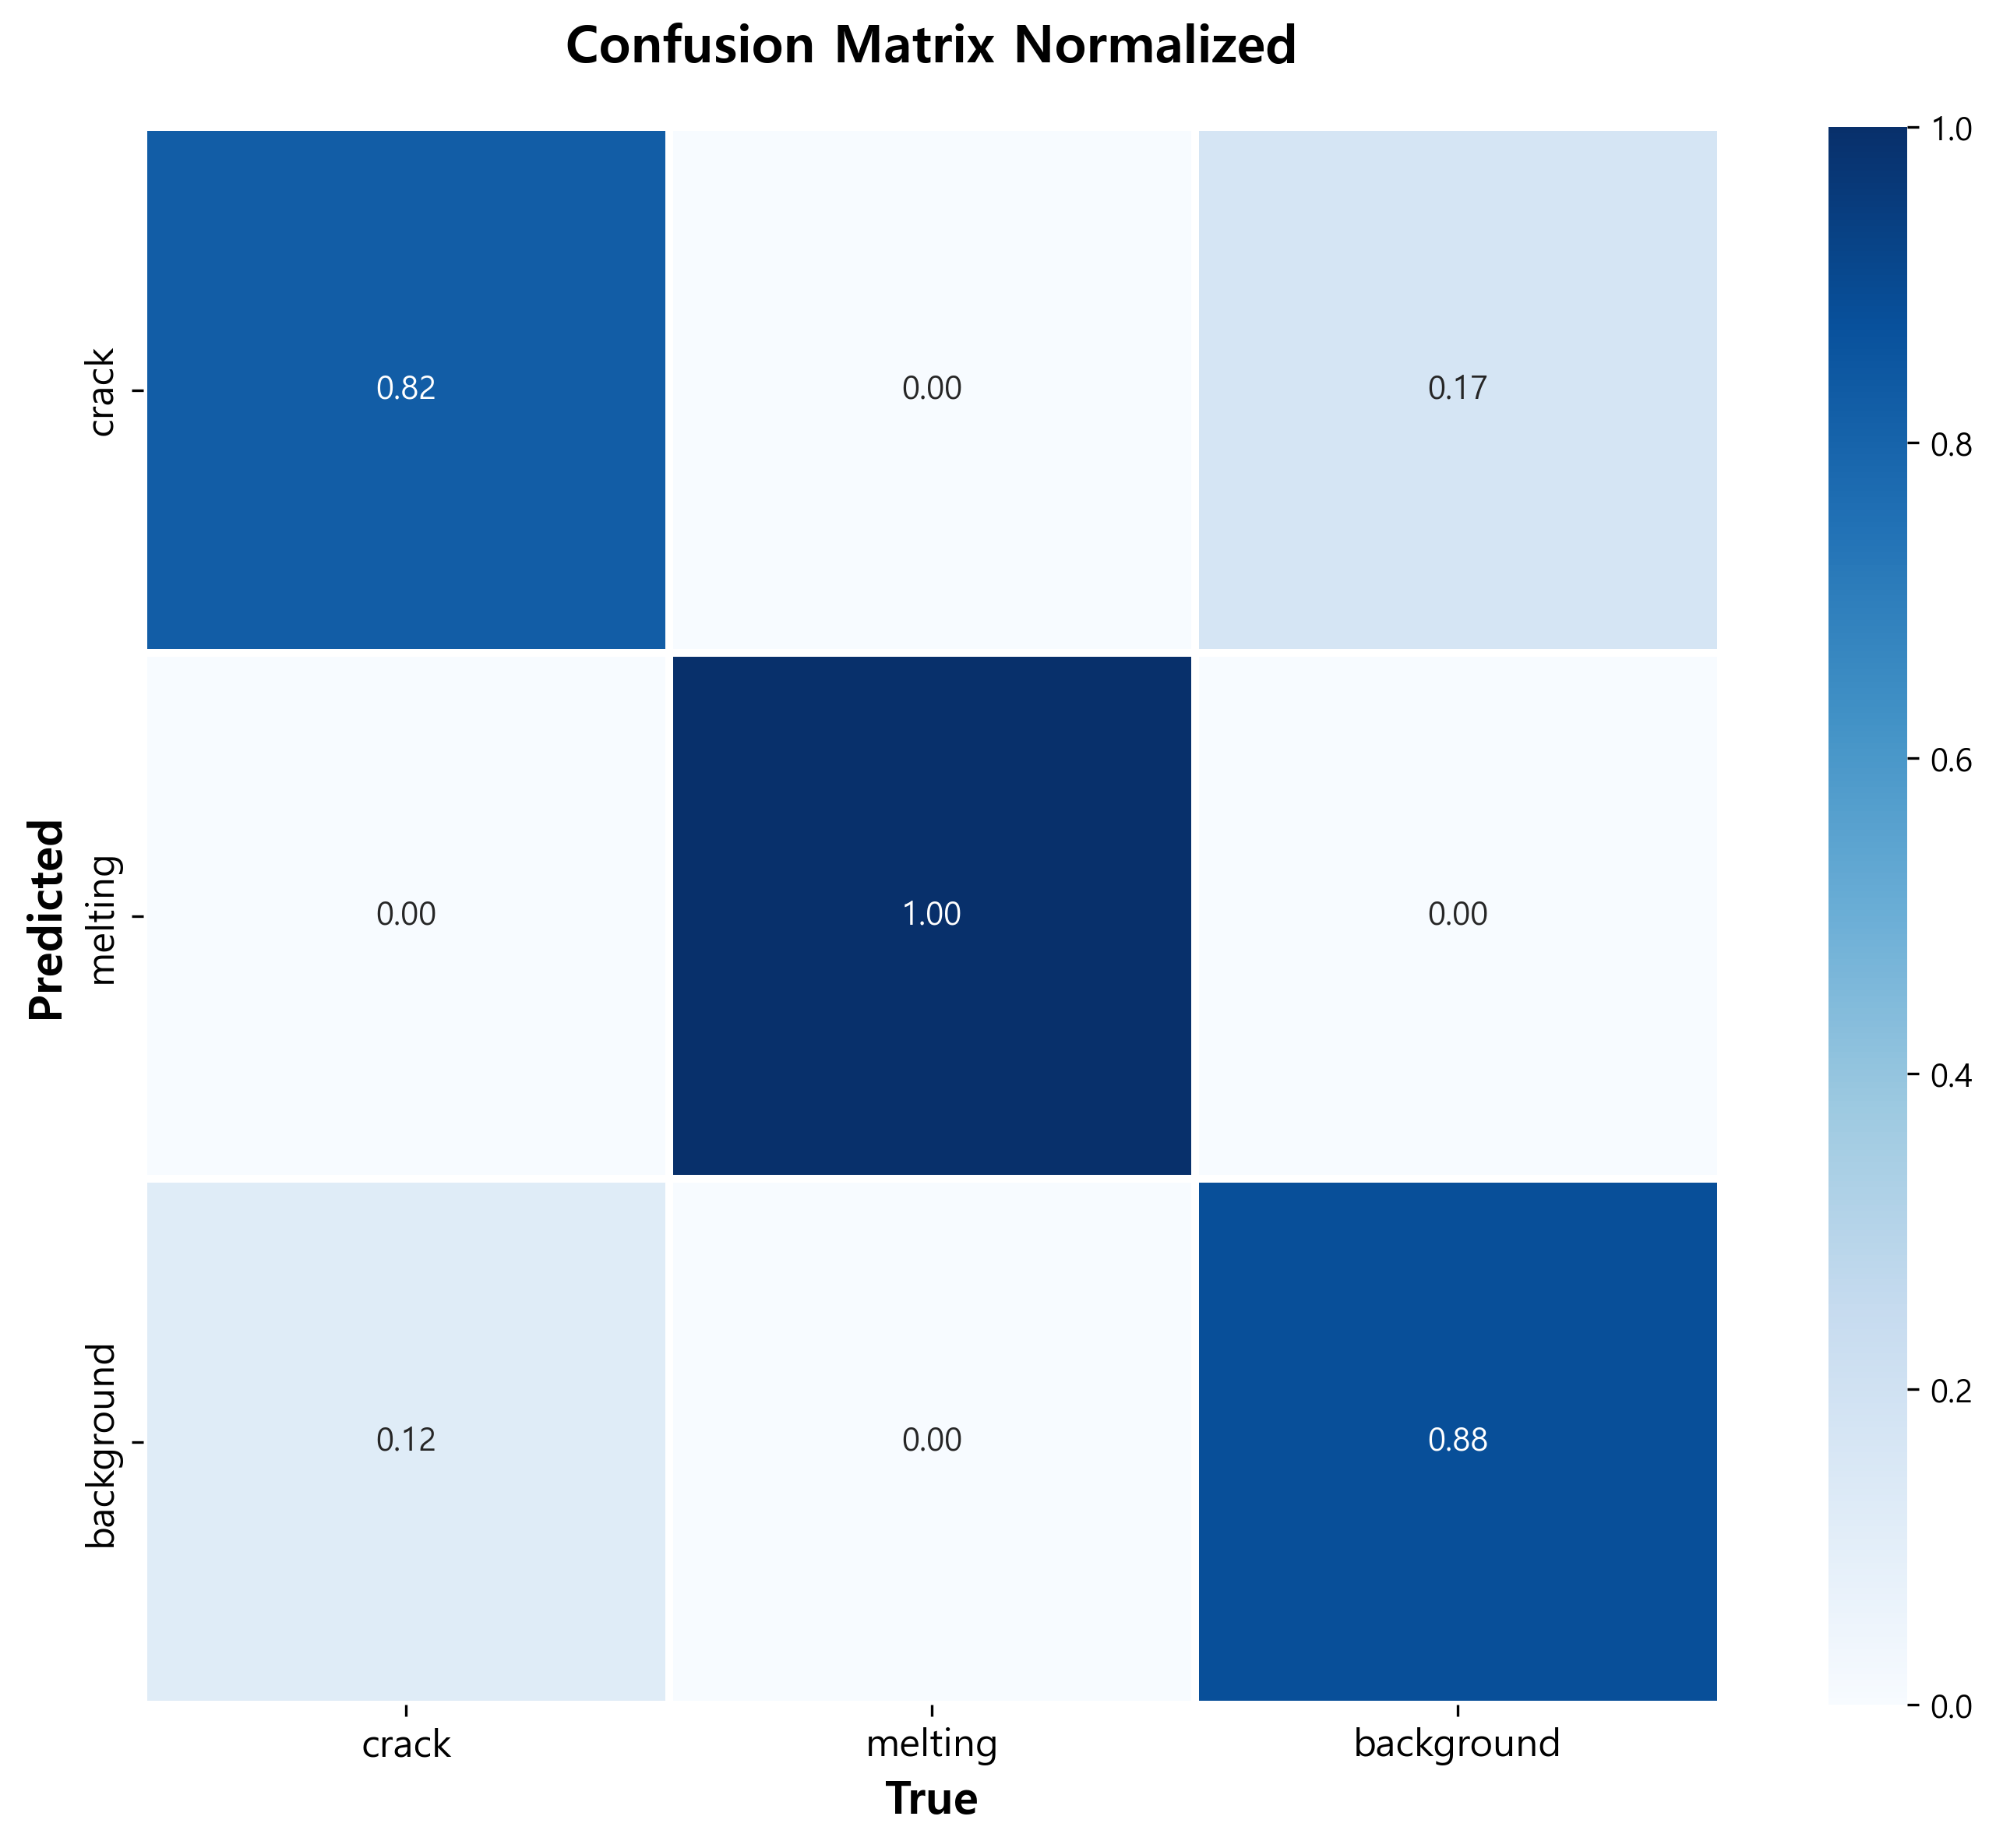 Confusion Matrix Normalized
Predicted
crack
0.82
0.00
0.17
melting
0.00
1.00
0.00
background
0.12
0.00
0.88
crack
melting
background
True
1.0
0.8
0.6
0.4
0.2
0.0